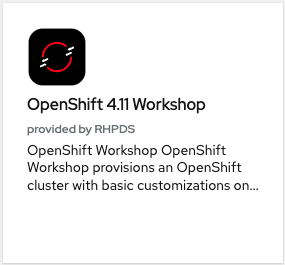 OpenShift 4.11 Workshop
provided by RHPDS
OpenShift Workshop OpenShift
Workshop provisions an OpenShift
cluster with basic customizations on...